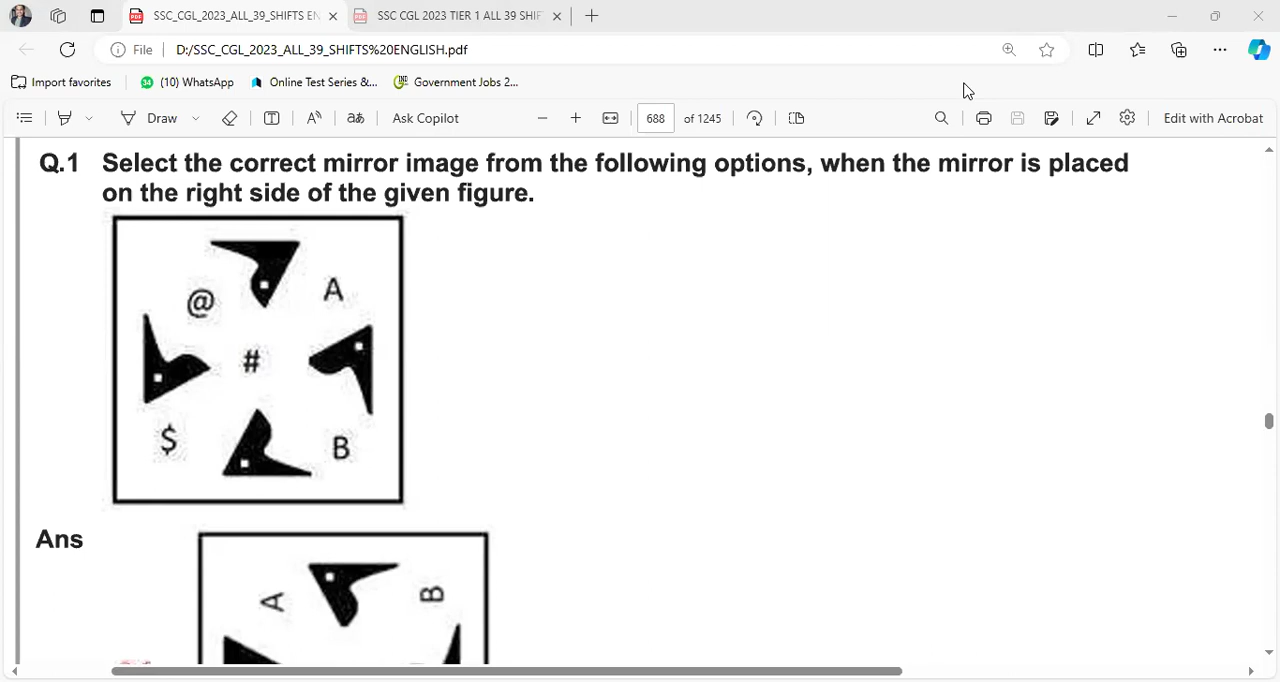 SSC_CGL_2023_ALL_39_SHIFTS EN
SSC CGL 2023 TIER 1 ALL 39 SHIF
File
D:/SSC_CGL_2023_ALL_39_SHIFTS%20ENGLISH.pdf
Import favorites
(10) WhatsApp
Online Test Series &...
Government Jobs 2...
Draw
Ask Copilot
688
of 1245
Edit with Acrobat
Q.1 Select the correct mirror image from the following options, when the mirror is placed
on the right side of the given figure.
@ A
#
$ B
Ans
A B